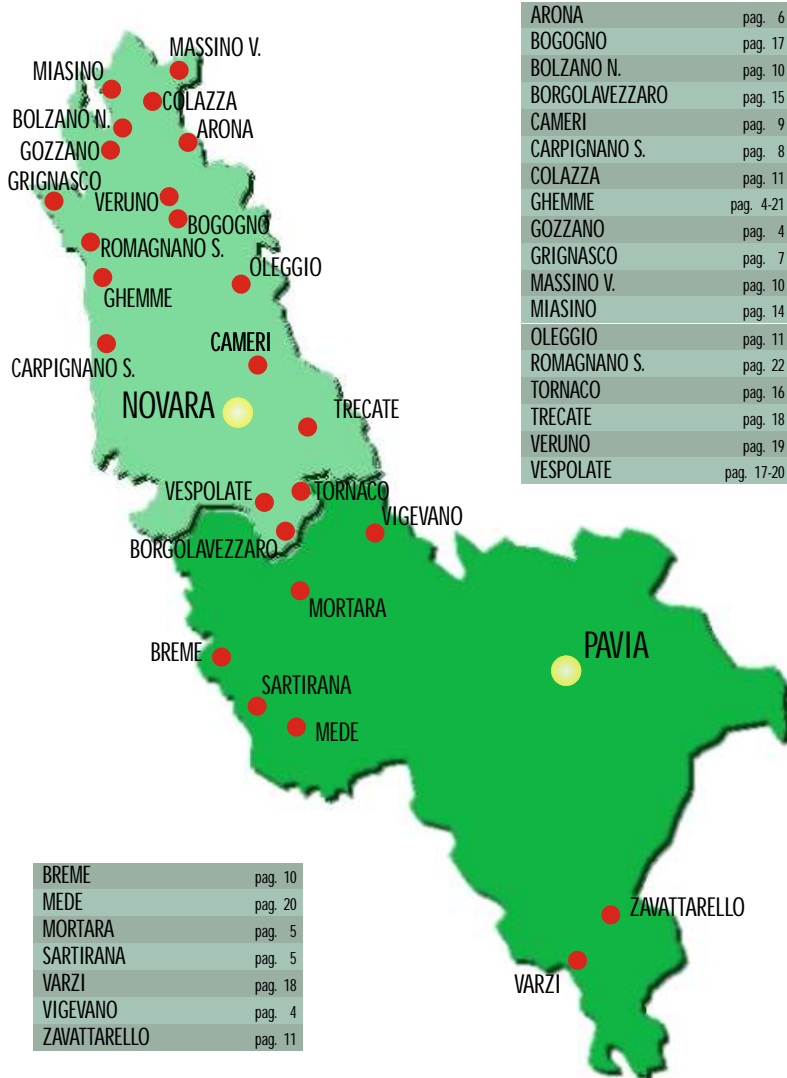 ARONA pag. 6
BOGOGNO pag. 17
BOLZANO N. pag. 10
BORGOLAVEZZARO pag. 15
CAMERI pag. 9
CARPIGNANO S. pag. 8
COLAZZA pag. 11
GHEMME pag. 4-21
GOZZANO pag. 4
GRIGNASCO pag. 7
MASSINO V. pag. 10
MIASINO pag. 14
OLEGGIO pag. 11
ROMAGNANO S. pag. 22
TORNACO pag. 16
TRECATE pag. 18
VERUNO pag. 19
VESPOLATE pag. 17-20
MASSINO V.
MIASINO
COLAZZA
BOLZANO N.
ARONA
GOZZANO
GRIGNASCO
VERUNO
BOGOGNO
ROMAGNANO S.
OLEGGIO
GHEMME
CAMERI
CARPIGNANO S.
NOVARA
TRECATE
VESPOLATE
TORNACO
VIGEVANO
BORGOLAVEZZARO
MORTARA
BREME
PAVIA
SARTIRANA
MEDE
ZAVATTARELLO
VARZI
BREME pag. 10
MEDE pag. 20
MORTARA pag. 5
SARTIRANA pag. 5
VARZI pag. 18
VIGEVANO pag. 4
ZAVATTARELLO pag. 11